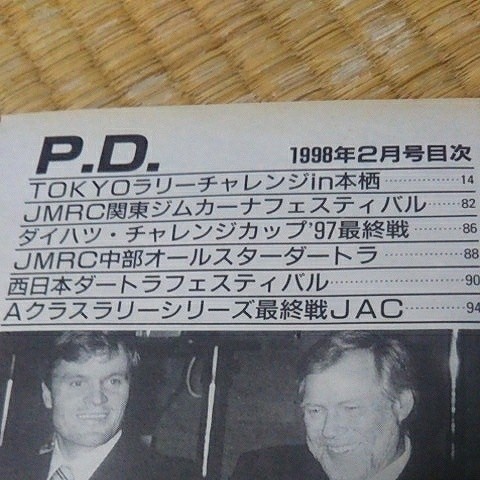 P.D. 1998年2月号目次
TOKYOラリーチャレンジin本栖…………14
JMRC関東ジムカーナフェスティバル……82
ダイハツ・チャレンジカップ'97最終戦……86
JMRC中部オールスターダートラ…………88
西日本ダートラフェスティバル……………90
Aクラスラリーシリーズ最終戦JAC………94